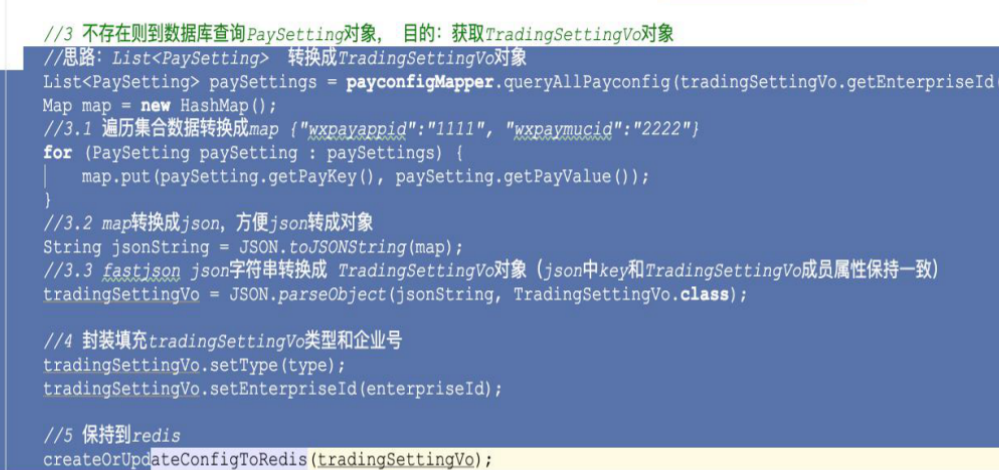 //3 不存在则到数据库查询PaySetting对象, 目的: 获取TradingSettingVo对象
//思路: List<PaySetting> 转换成TradingSettingVo对象
List<PaySetting> paySettings = payconfigMapper.queryAllPayconfig(tradingSettingVo.getEnterpriseId(
Map map = new HashMap();
//3.1 遍历集合数据转换成map {"wxpayappid":"1111", "wxpaymucid":"2222"}
for (PaySetting paySetting : paySettings) {
map.put(paySetting.getPayKey(), paySetting.getPayValue());
}
//3.2 map转换成json, 方便json转成对象
String jsonString = JSON.toJSONString(map);
//3.3 fastjson json字符串转换成 TradingSettingVo对象 (json中key和TradingSettingVo成员属性保持一致)
tradingSettingVo = JSON.parseObject(jsonString, TradingSettingVo.class);
//4 封装填充tradingSettingVo类型和企业号
tradingSettingVo.setType(type);
tradingSettingVo.setEnterpriseId(enterpriseId);
//5 保持到redis
createOrUpdateConfigToRedis(tradingSettingVo);